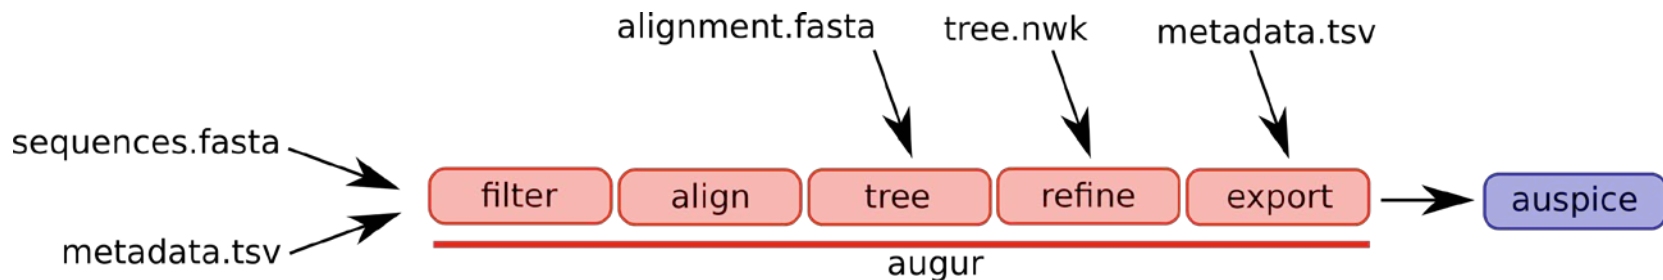 alignment.fasta tree.nwk metadata.tsv
sequences.fasta
filter align tree refine export auspice
metadata.tsv
augur